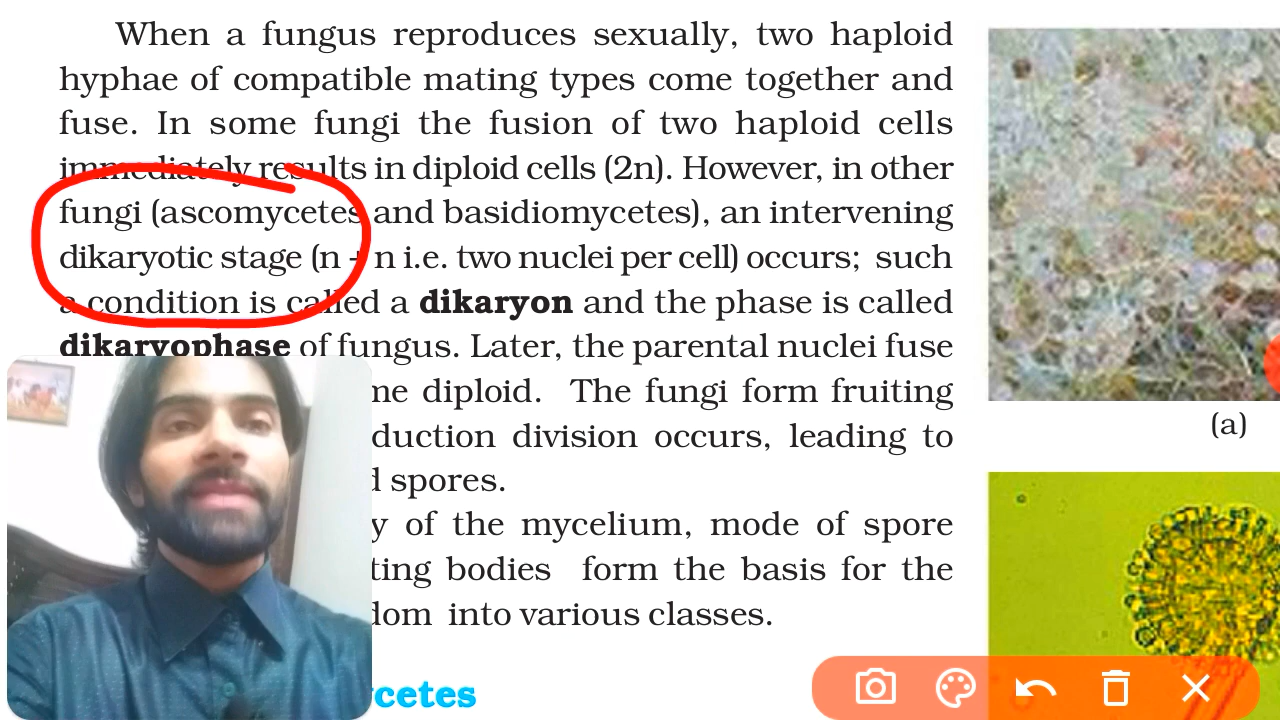 When a fungus reproduces sexually, two haploid
hyphae of compatible mating types come together and
fuse. In some fungi the fusion of two haploid cells
immediately results in diploid cells (2n). However, in other
fungi (ascomycetes and basidiomycetes), an intervening
dikaryotic stage (n + n i.e. two nuclei per cell) occurs; such
a condition is called a dikaryon and the phase is called
dikaryophase of fungus. Later, the parental nuclei fuse
me diploid. The fungi form fruiting
duction division occurs, leading to
d spores.
y of the mycelium, mode of spore
ting bodies form the basis for the
dom into various classes.
ycetes
(a)